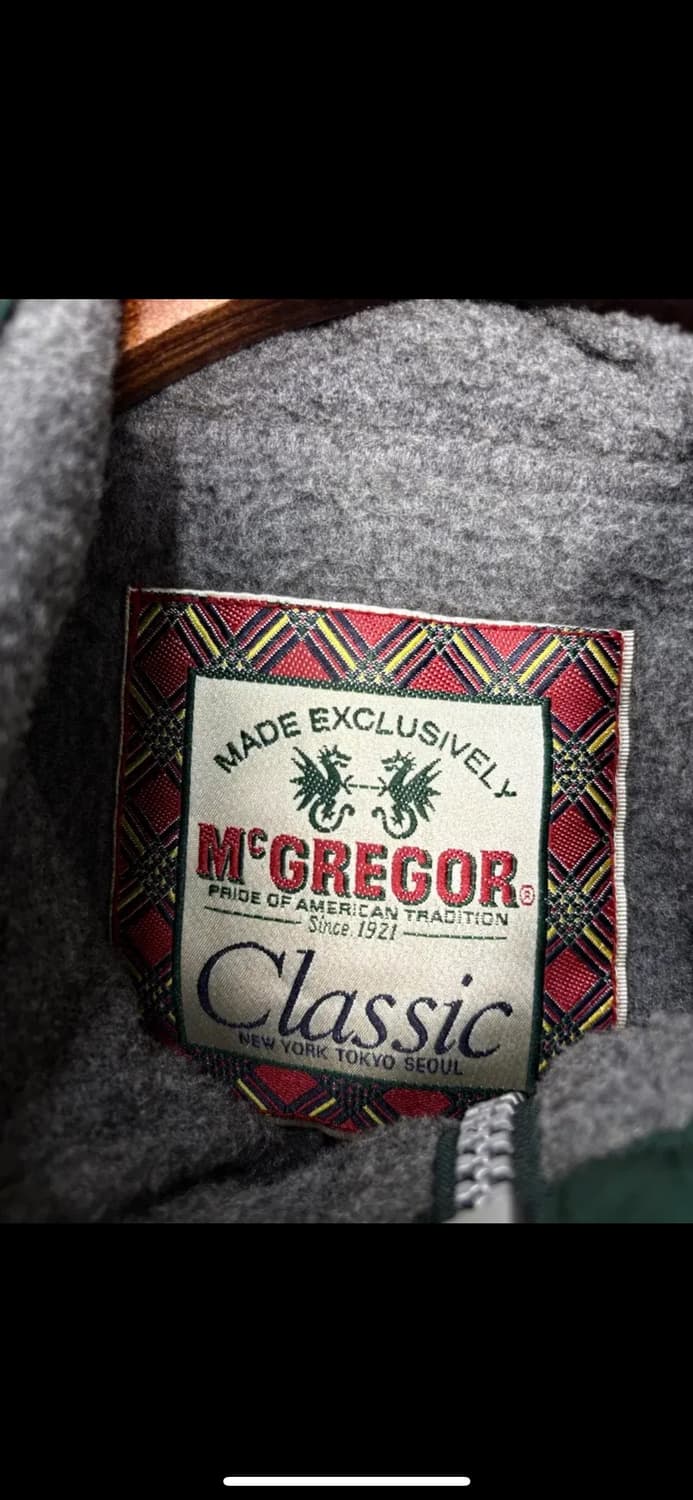 MADE EXCLUSIVELY
McGREGOR®
PRIDE OF AMERICAN TRADITION
Since 1921
Classic
NEW YORK TOKYO SEOUL